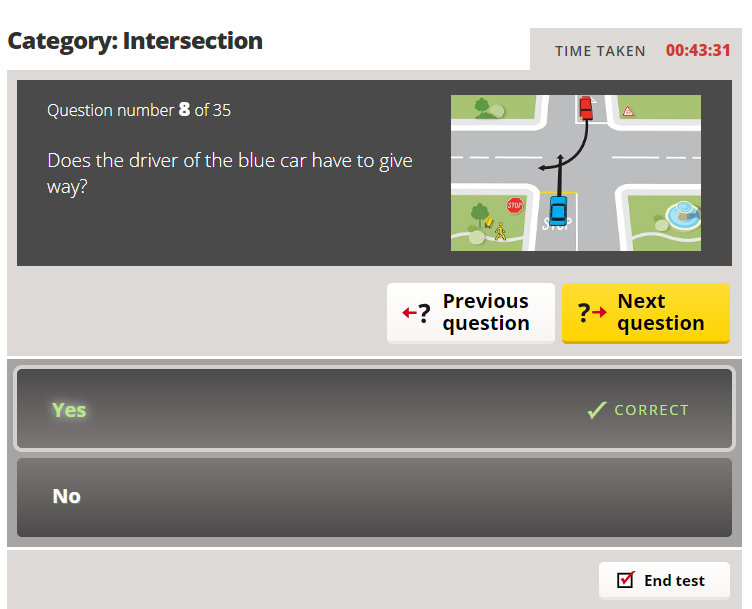 Category: Intersection
TIME TAKEN 00:43:31
Question number 8 of 35
Does the driver of the blue car have to give
way?
STOP
STOP
Previous
question
Next
question
Yes
CORRECT
No
End test